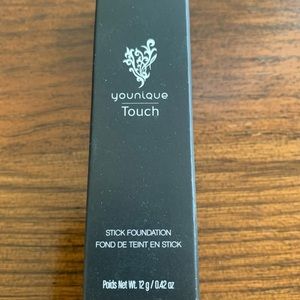 younique
Touch
STICK FOUNDATION
FOND DE TEINT EN STICK
Poids Net Wt. 12 g / 0.42 oz